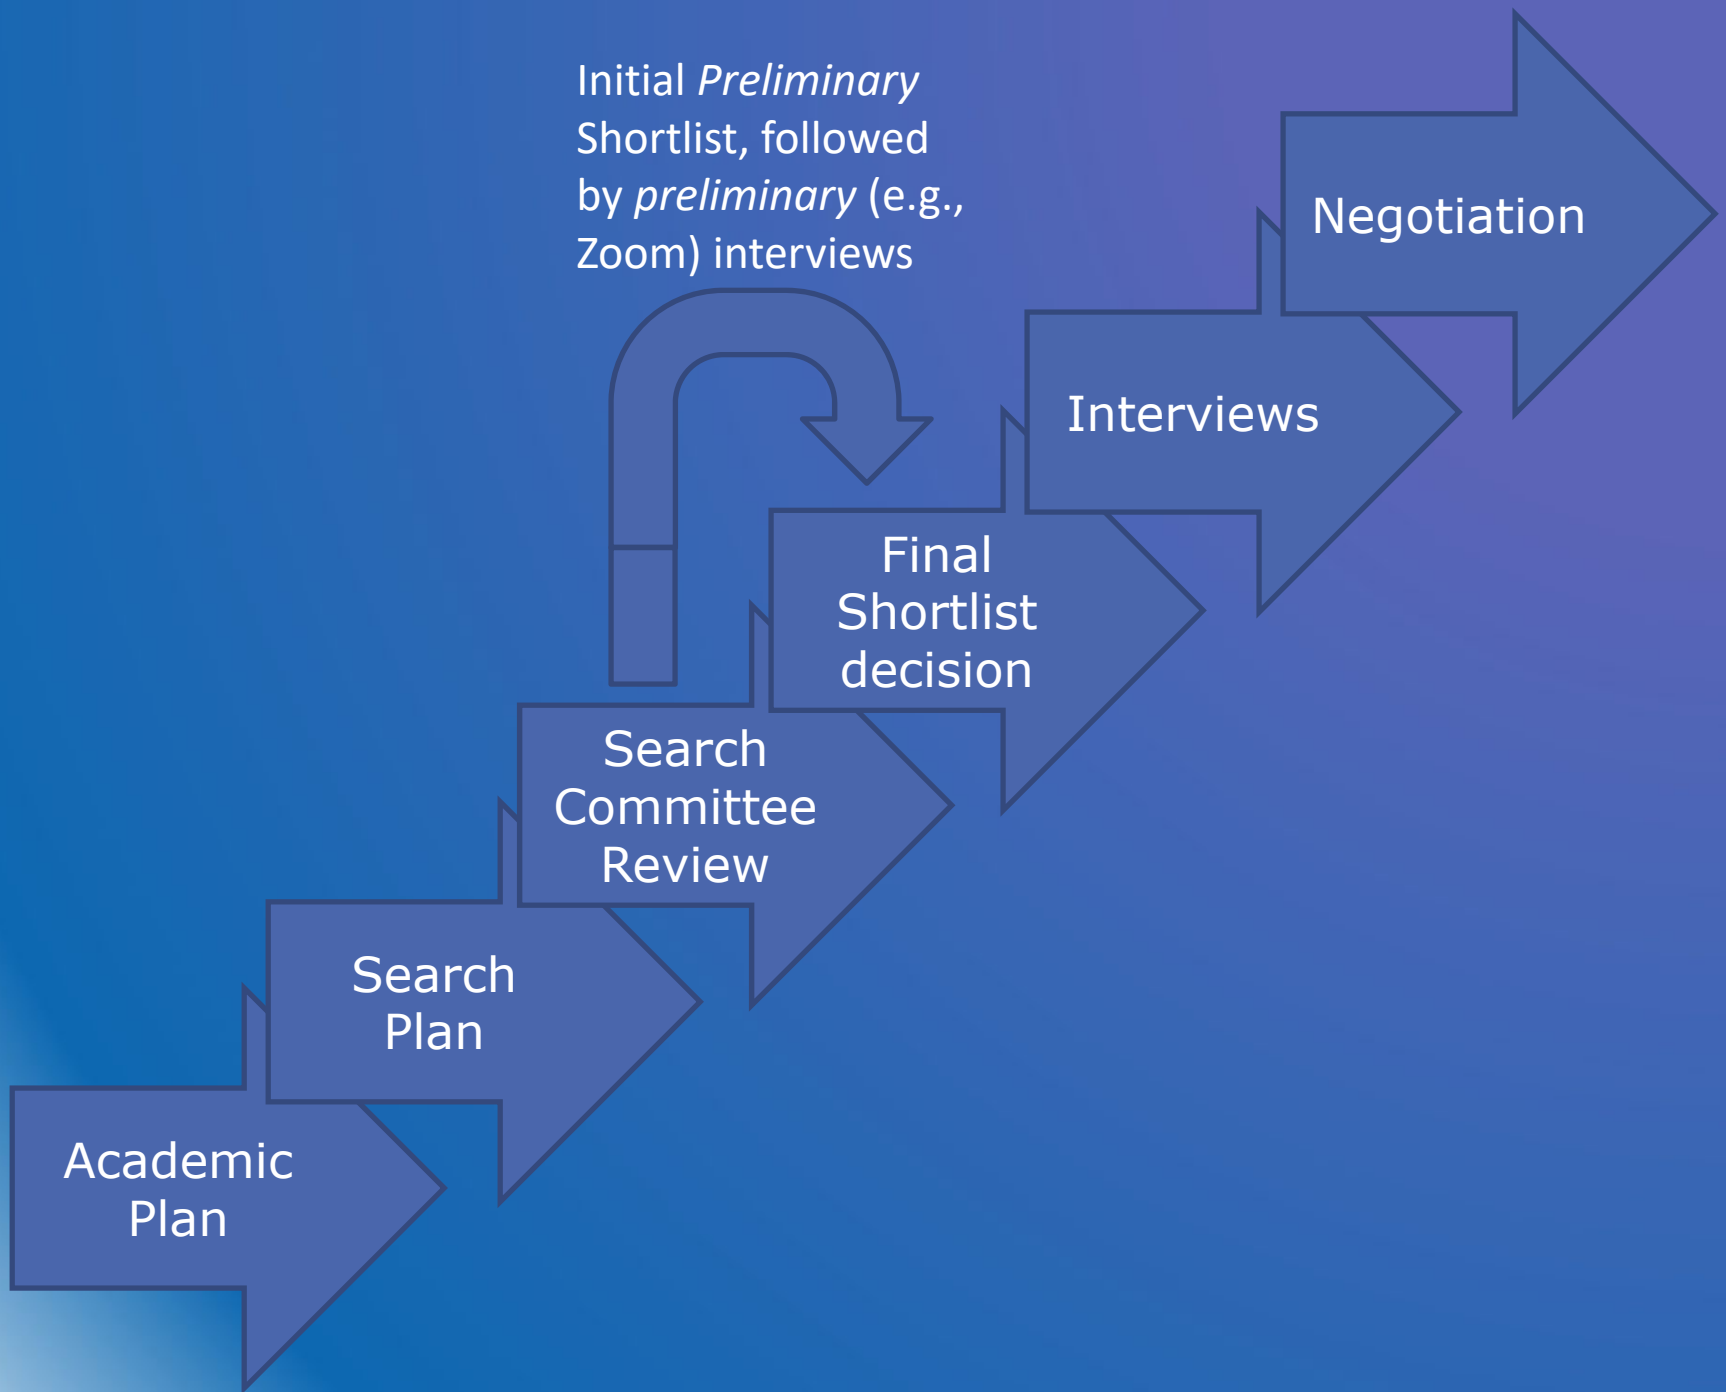 Initial Preliminary
Shortlist, followed
by preliminary (e.g.,
Zoom) interviews
Negotiation
Interviews
Final
Shortlist
decision
Search
Committee
Review
Search
Plan
Academic
Plan